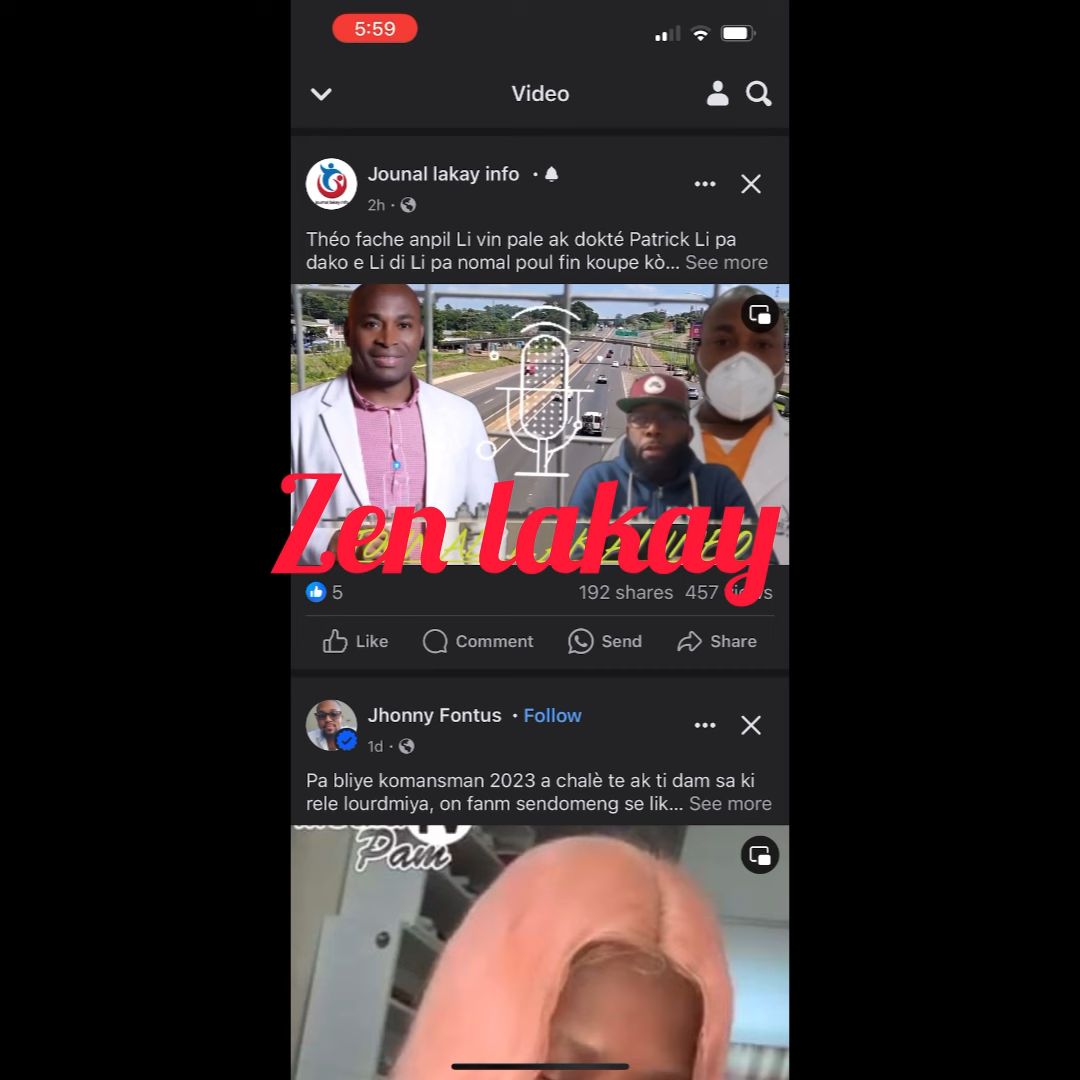 5:59
Video
Jounal lakay info
2h
Théo fache anpil Li vin pale ak dokté Patrick Li pa
dako e Li di Li pa nomal poul fin koupe kò... See more
Zen lakay
5
192 shares 457 views
Like Comment Send Share
Jhonny Fontus · Follow
1d
Pa bliye komansman 2023 a chalè te ak ti dam sa ki
rele lourdmiya, on fanm sendomeng se lik... See more
Pam